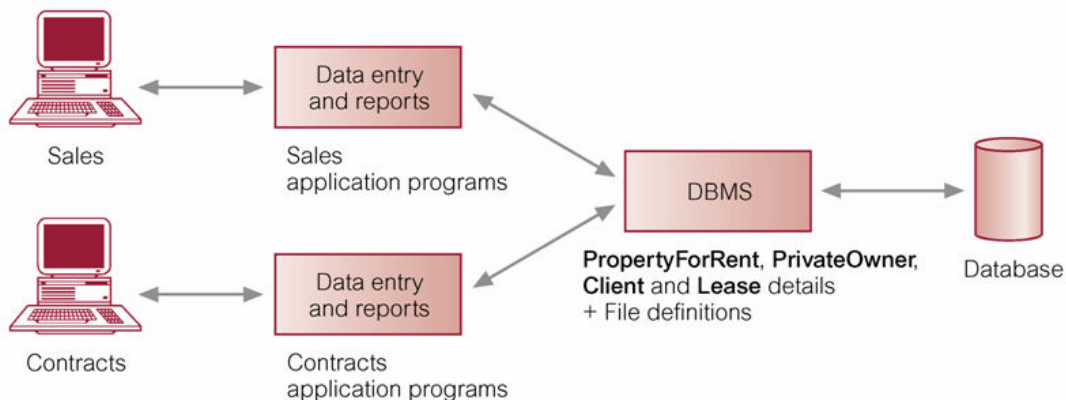 Data entry
and reports
Sales
Sales
application programs
DBMS
PropertyForRent, PrivateOwner,
Client and Lease details
+ File definitions
Database
Data entry
and reports
Contracts
Contracts
application programs